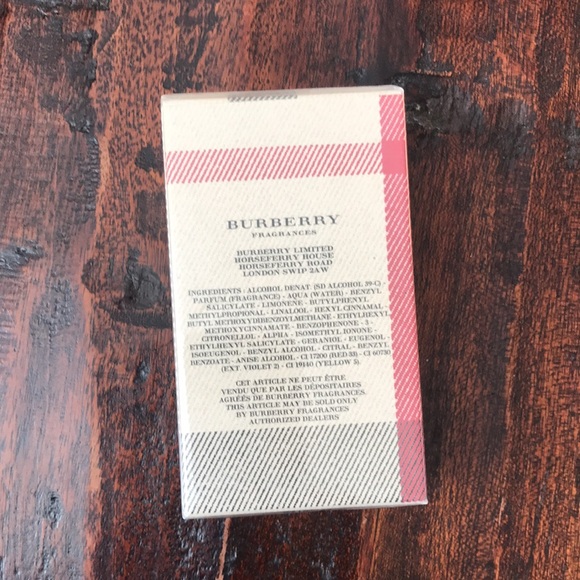 BURBERRY
FRAGRANCES
BURBERRY LIMITED
HORSEFERRY HOUSE
HORSEFERRY ROAD
LONDON SW1P 2AW
INGREDIENTS : ALCOHOL DENAT. (SD ALCOHOL 39-C) -
PARFUM (FRAGRANCE) - AQUA (WATER) - BENZYL
SALICYLATE - LIMONENE - BUTYLPHENYL
METHYLPROPIONAL - LINALOOL - HEXYL CINNAMAL -
BUTYL METHOXYDIBENZOYLMETHANE - ETHYLHEXYL
METHOXYCINNAMATE - BENZOPHENONE - 3 -
CITRONELLOL - ALPHA - ISOMETHYL IONONE -
ETHYLHEXYL SALICYLATE - GERANIOL - EUGENOL -
ISOEUGENOL - BENZYL ALCOHOL - CITRAL - BENZYL
BENZOATE - ANISE ALCOHOL - CI 17200 (RED 33) - CI 60730
(EXT. VIOLET 2) - CI 19140 (YELLOW 5).
CET ARTICLE NE PEUT ÊTRE
VENDU QUE PAR LES DÉPOSITAIRES
AGRÉÉS DE BURBERRY FRAGRANCES.
THIS ARTICLE MAY BE SOLD ONLY
BY BURBERRY FRAGRANCES
AUTHORIZED DEALERS